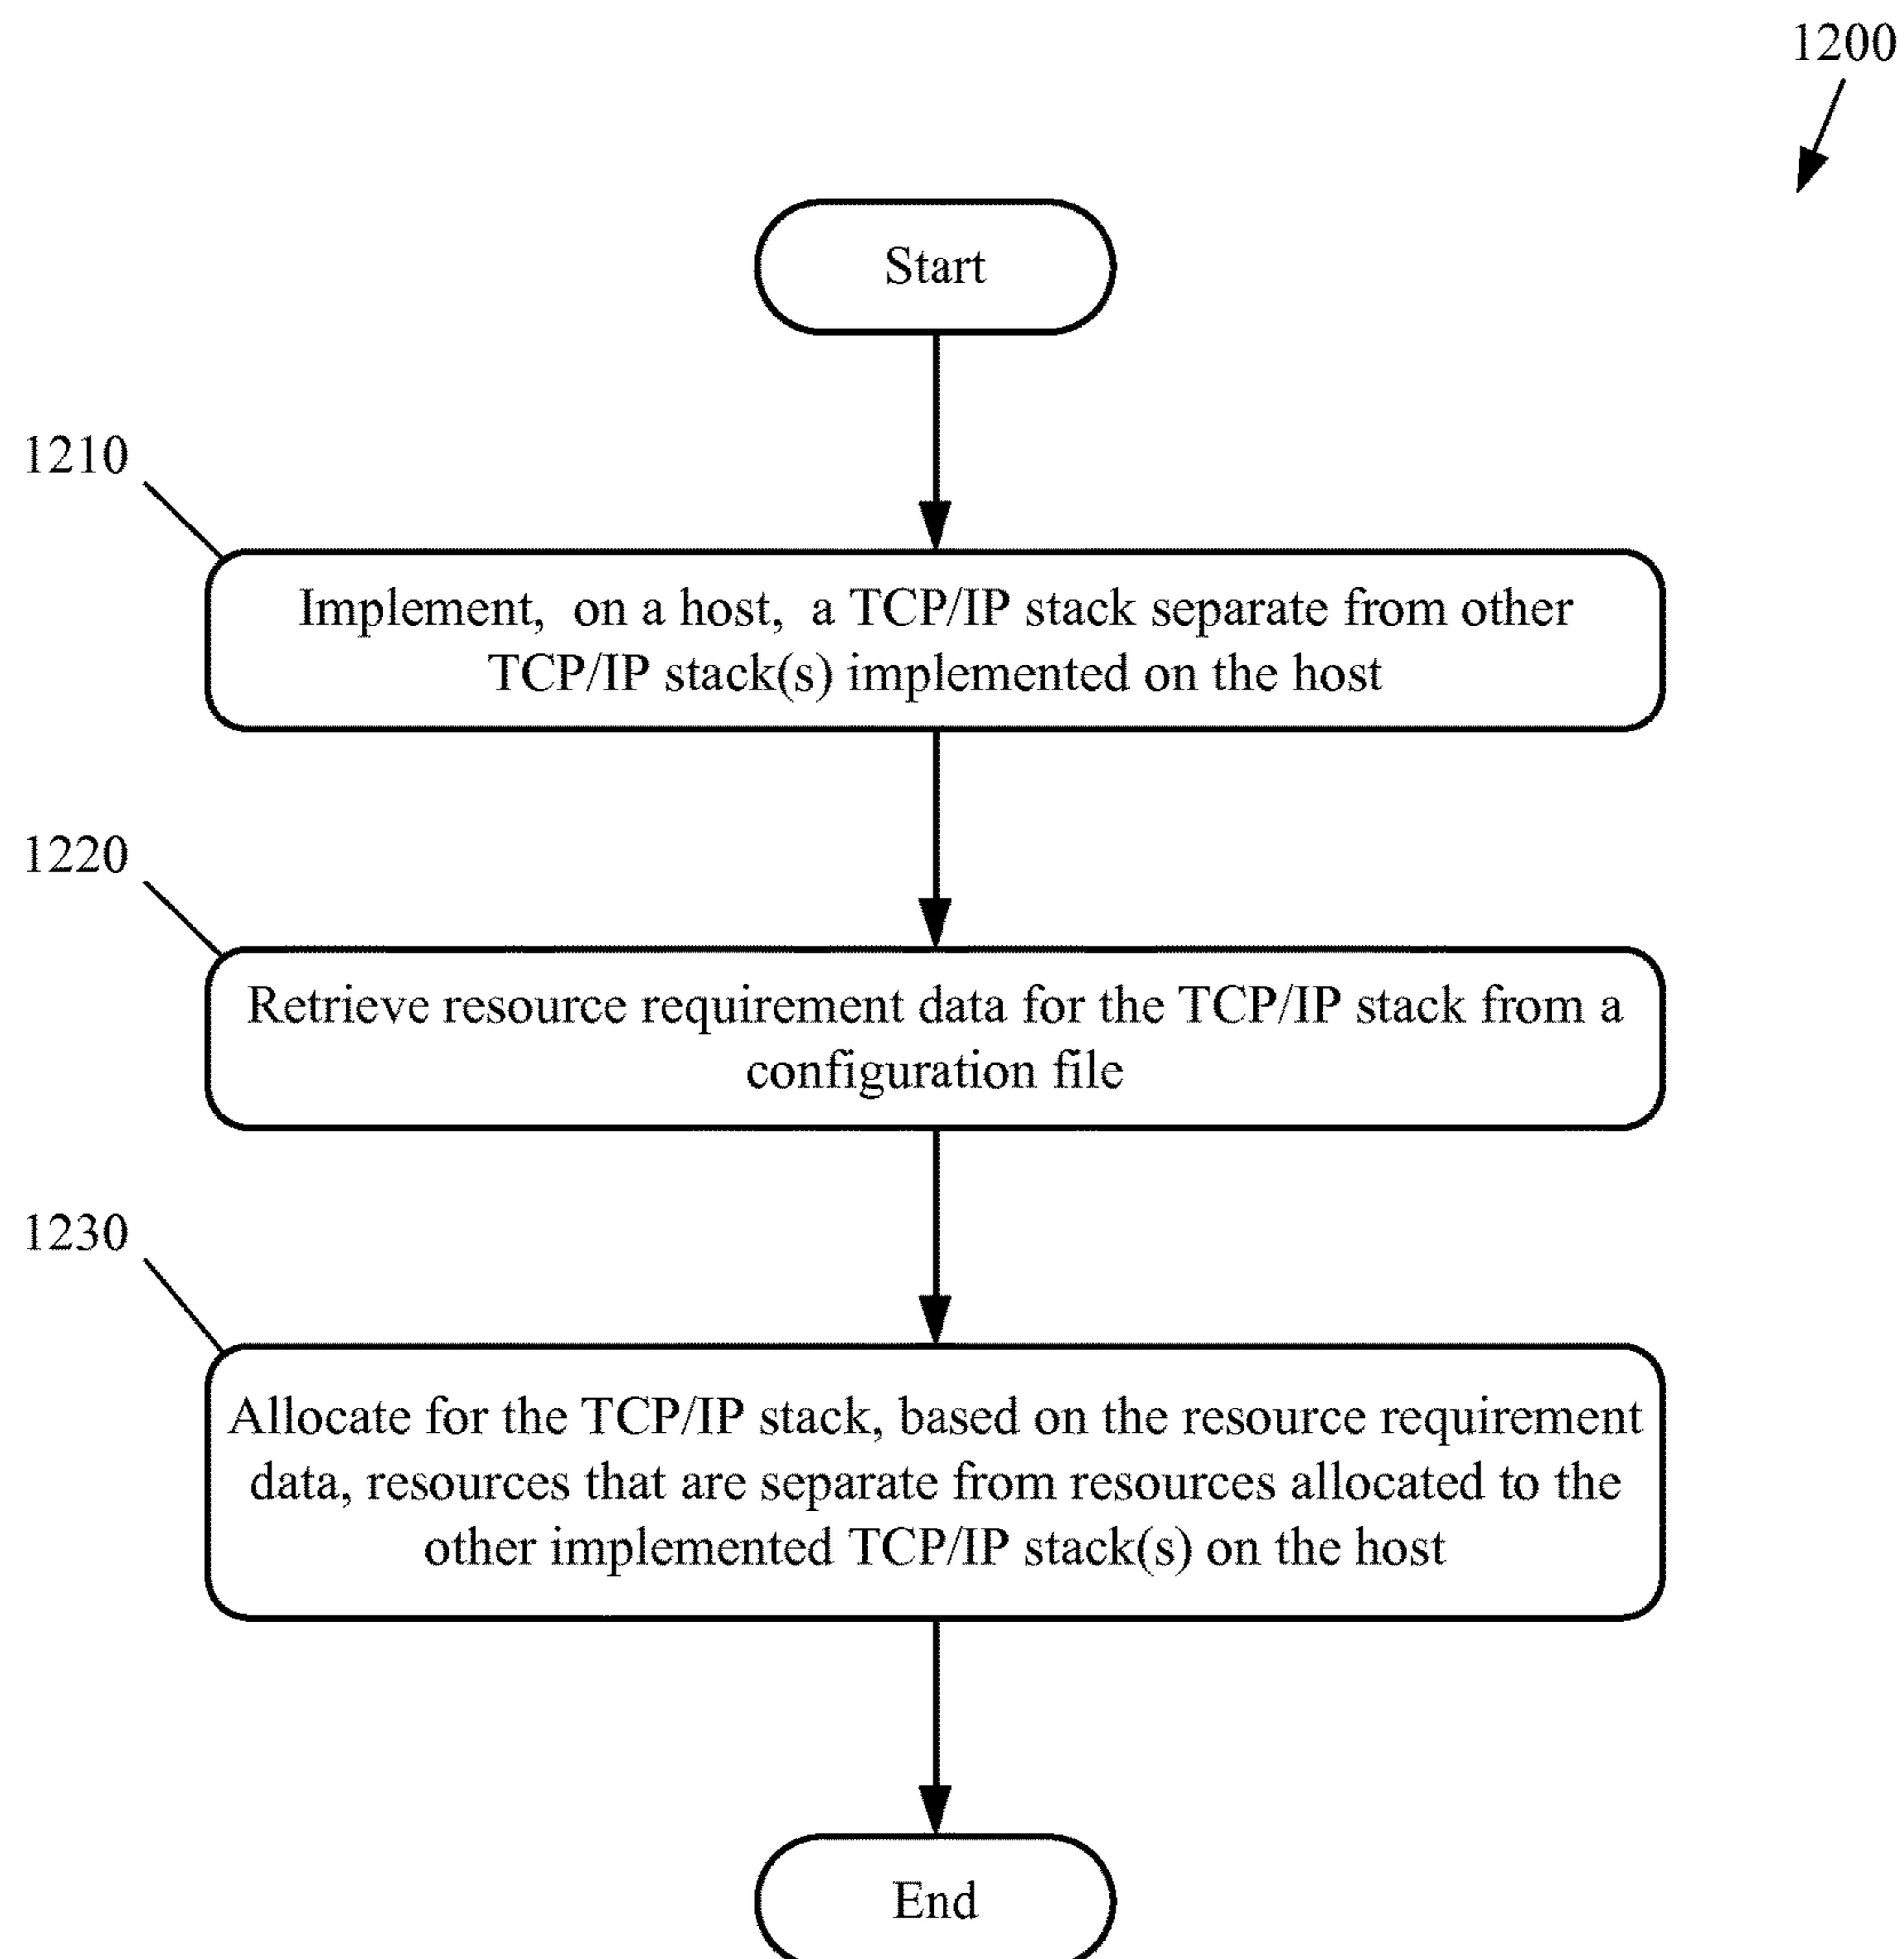 1200
Start
1210
Implement, on a host, a TCP/IP stack separate from other
TCP/IP stack(s) implemented on the host
1220
Retrieve resource requirement data for the TCP/IP stack from a
configuration file
1230
Allocate for the TCP/IP stack, based on the resource requirement
data, resources that are separate from resources allocated to the
other implemented TCP/IP stack(s) on the host
End